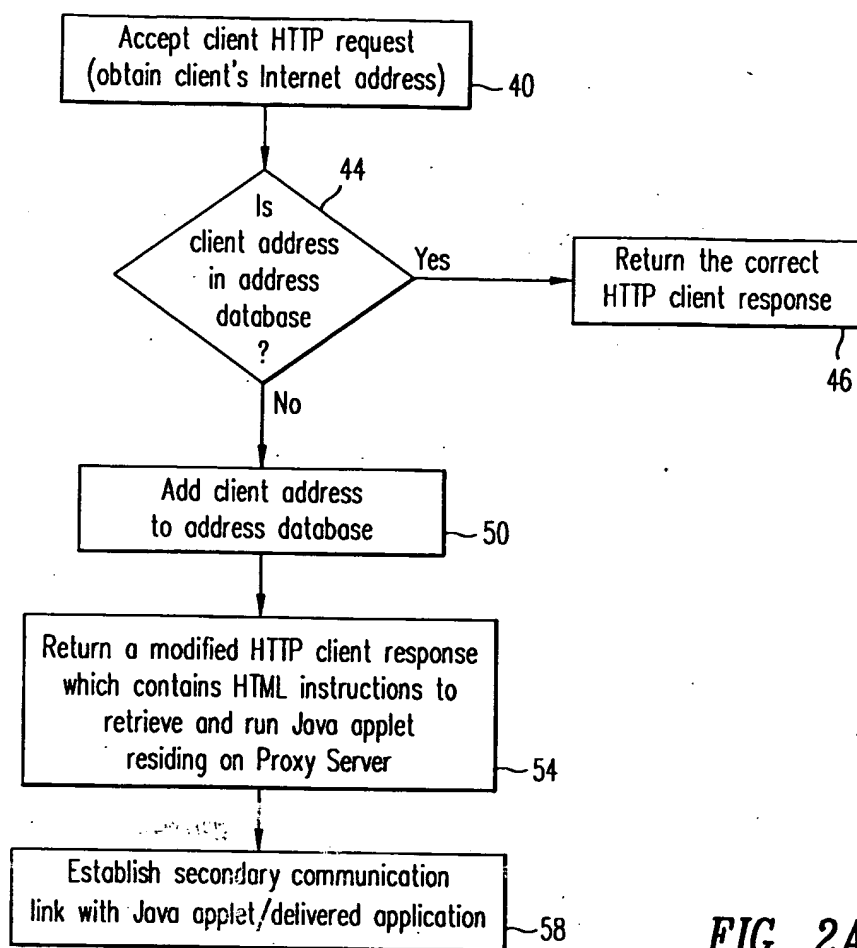 Accept client HTTP request
(obtain client's Internet address)
40
44
Is
client address
in address
database
?
Yes
Return the correct
HTTP client response
46
No
Add client address
to address database
50
Return a modified HTTP client response
which contains HTML instructions to
retrieve and run Java applet
residing on Proxy Server
54
Establish secondary communication
link with Java applet/delivered application
58
FIG. 2A